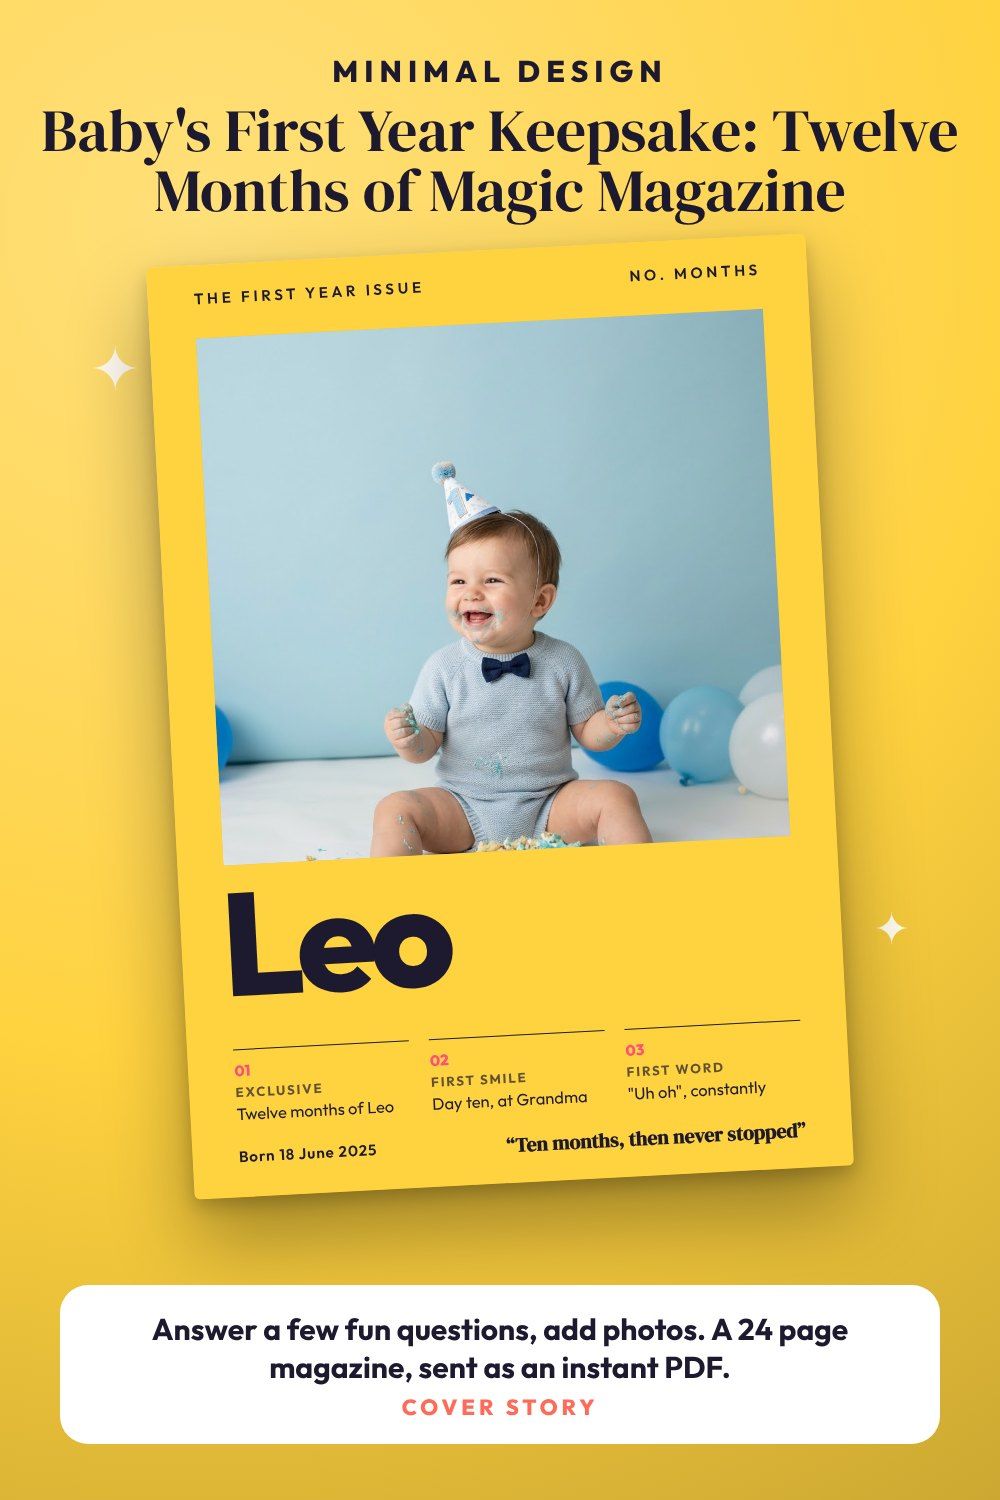 MINIMAL DESIGN
Baby's First Year Keepsake: Twelve
Months of Magic Magazine
THE FIRST YEAR ISSUE
NO. MONTHS
1
Leo
01
EXCLUSIVE
Twelve months of Leo
02
FIRST SMILE
Day ten, at Grandma
03
FIRST WORD
"Uh oh", constantly
Born 18 June 2025
“Ten months, then never stopped”
Answer a few fun questions, add photos. A 24 page
magazine, sent as an instant PDF.
COVER STORY